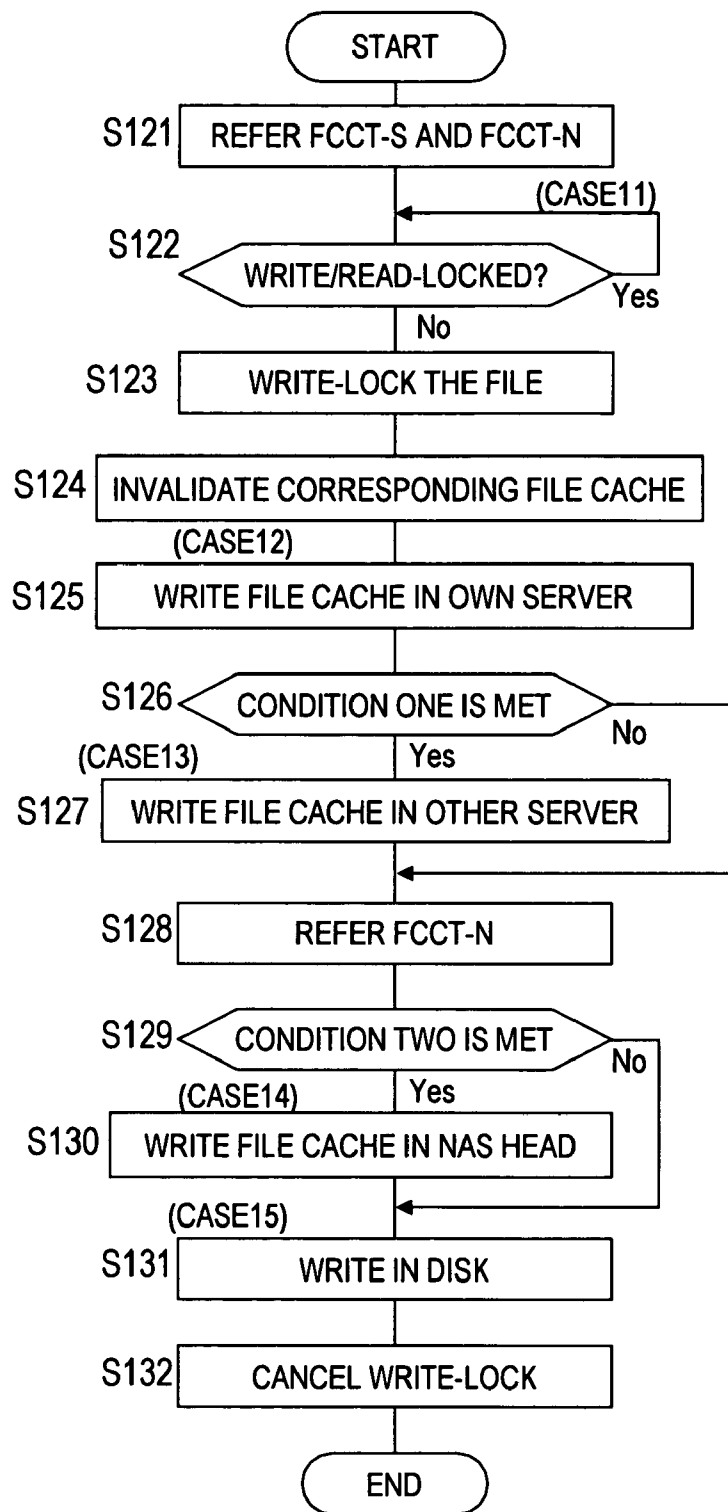 START
S121
REFER FCCT-S AND FCCT-N
(CASE11)
S122
WRITE/READ-LOCKED?
Yes
No
S123
WRITE-LOCK THE FILE
S124
INVALIDATE CORRESPONDING FILE CACHE
(CASE12)
S125
WRITE FILE CACHE IN OWN SERVER
S126
CONDITION ONE IS MET
No
Yes
(CASE13)
S127
WRITE FILE CACHE IN OTHER SERVER
S128
REFER FCCT-N
S129
CONDITION TWO IS MET
No
Yes
(CASE14)
S130
WRITE FILE CACHE IN NAS HEAD
(CASE15)
S131
WRITE IN DISK
S132
CANCEL WRITE-LOCK
END